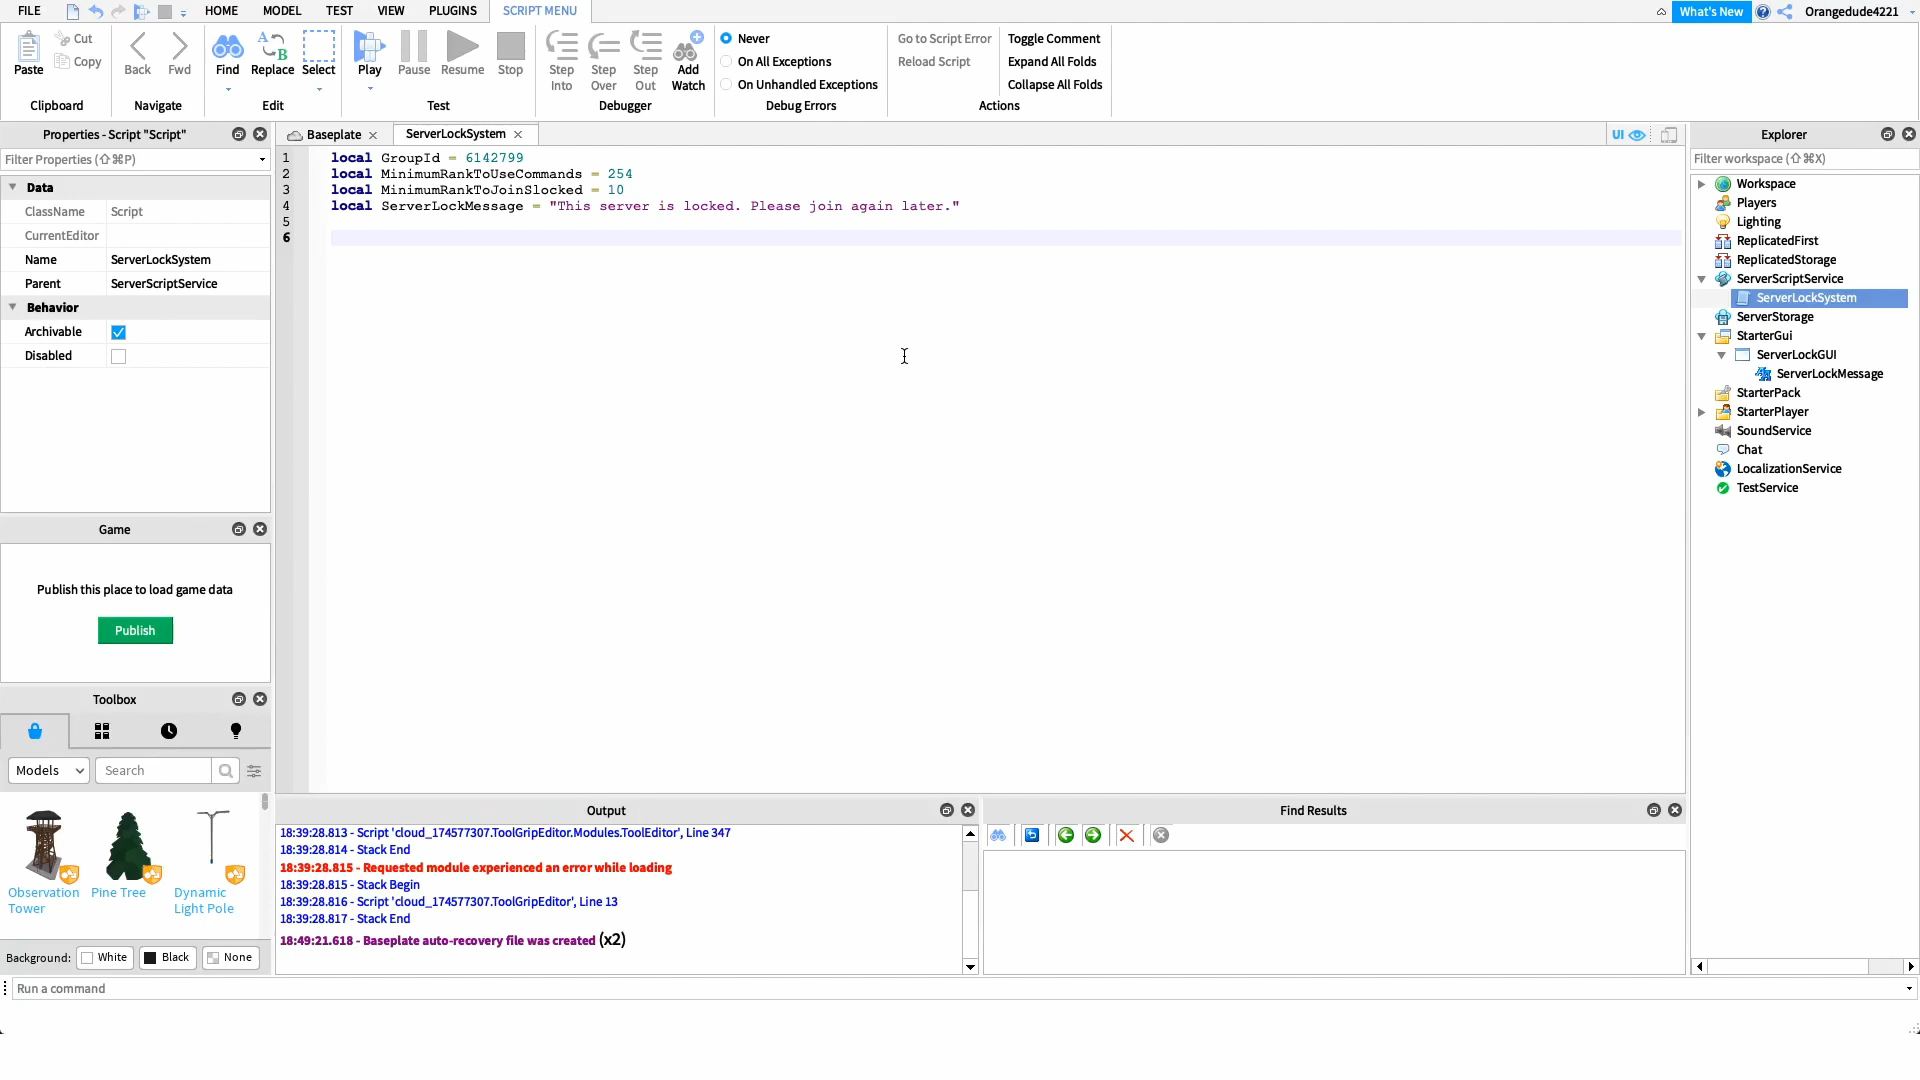 FILE HOME MODEL TEST VIEW PLUGINS SCRIPT MENU What's New Orangedude4221
Paste Cut Copy Back Fwd Find Replace Select Play Pause Resume Stop Step Into Step Over Step Out Add Watch
Never
On All Exceptions
On Unhandled Exceptions
Go to Script Error
Reload Script
Toggle Comment
Expand All Folds
Collapse All Folds
Clipboard Navigate Edit Test Debugger Debug Errors Actions
Properties - Script "Script"
Filter Properties (⇧⌘P)
Data
ClassName Script
CurrentEditor
Name ServerLockSystem
Parent ServerScriptService
Behavior
Archivable
Disabled
Game
Publish this place to load game data
Publish
Toolbox
Models Search
Observation Tower
Pine Tree
Dynamic Light Pole
Background: White Black None
Baseplate ServerLockSystem UI
1 local GroupId = 6142799
2 local MinimumRankToUseCommands = 254
3 local MinimumRankToJoinSlocked = 10
4 local ServerLockMessage = "This server is locked. Please join again later."
5
6
Output
18:39:28.813 - Script 'cloud_174577307.ToolGripEditor.Modules.ToolEditor', Line 347
18:39:28.814 - Stack End
18:39:28.815 - Requested module experienced an error while loading
18:39:28.815 - Stack Begin
18:39:28.816 - Script 'cloud_174577307.ToolGripEditor', Line 13
18:39:28.817 - Stack End
18:49:21.618 - Baseplate auto-recovery file was created (x2)
Find Results
Explorer
Filter workspace (⇧⌘X)
Workspace
Players
Lighting
ReplicatedFirst
ReplicatedStorage
ServerScriptService
ServerLockSystem
ServerStorage
StarterGui
ServerLockGUI
ServerLockMessage
StarterPack
StarterPlayer
SoundService
Chat
LocalizationService
TestService
Run a command